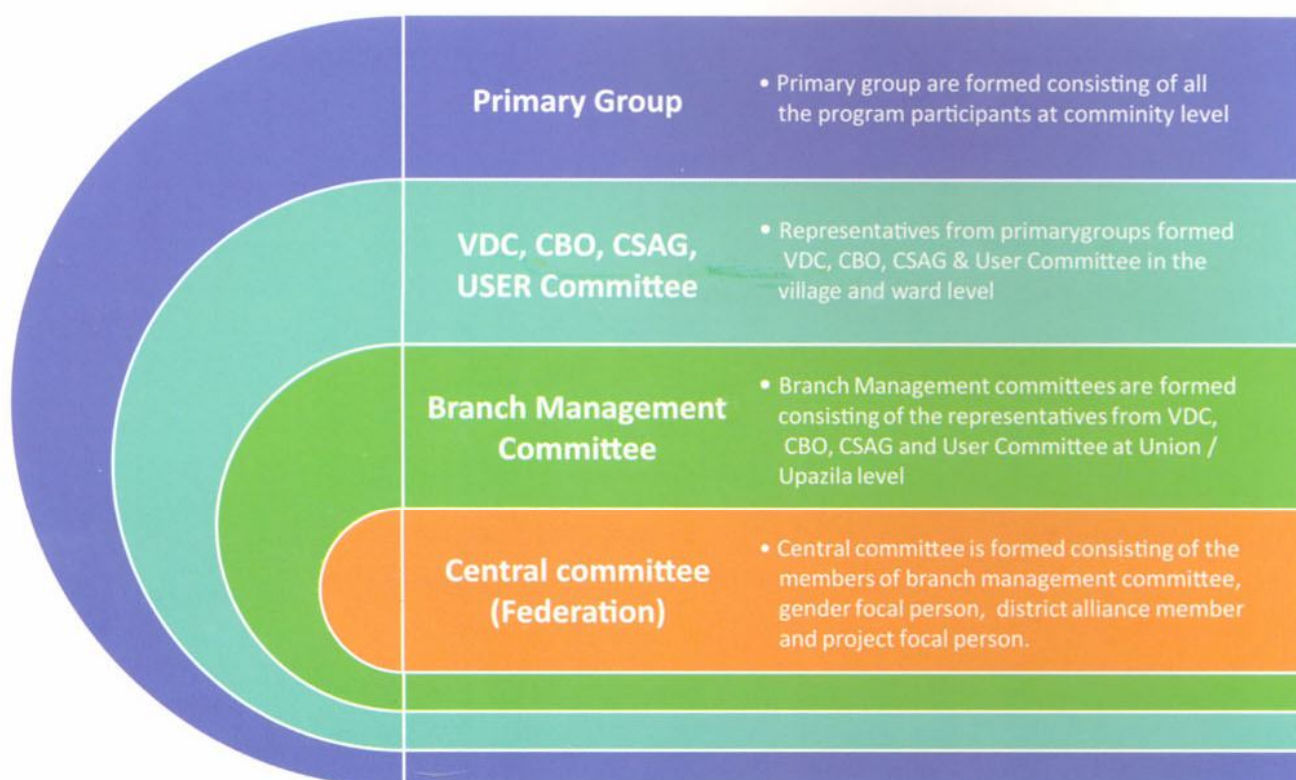 Primary Group
• Primary group are formed consisting of all
the program participants at comminity level
VDC, CBO, CSAG,
USER Committee
• Representatives from primarygroups formed
VDC, CBO, CSAG & User Committee in the
village and ward level
Branch Management
Committee
• Branch Management committees are formed
consisting of the representatives from VDC,
CBO, CSAG and User Committee at Union /
Upazila level
Central committee
(Federation)
• Central committee is formed consisting of the
members of branch management committee,
gender focal person, district alliance member
and project focal person.